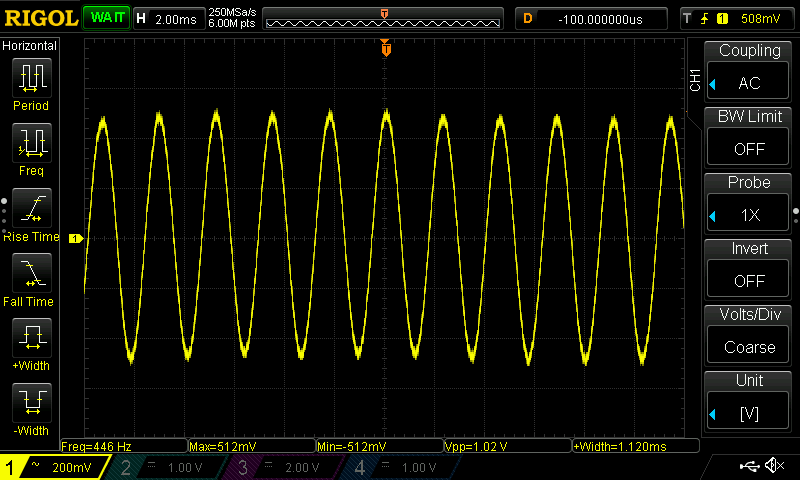 RIGOL WAIT H 2.00ms 250MSa/s 6.00M pts T D -100.000000us T 1 508mV
Horizontal
Period
Freq
Rise Time
Fall Time
+Width
-Width
T
1
CH1
Coupling
AC
BW Limit
OFF
Probe
1X
Invert
OFF
Volts/Div
Coarse
Unit
[V]
Freq=446 Hz Max=512mV Min=-512mV Vpp=1.02 V +Width=1.120ms
1 ~ 200mV 2 1.00 V 3 2.00 V 4 1.00 V